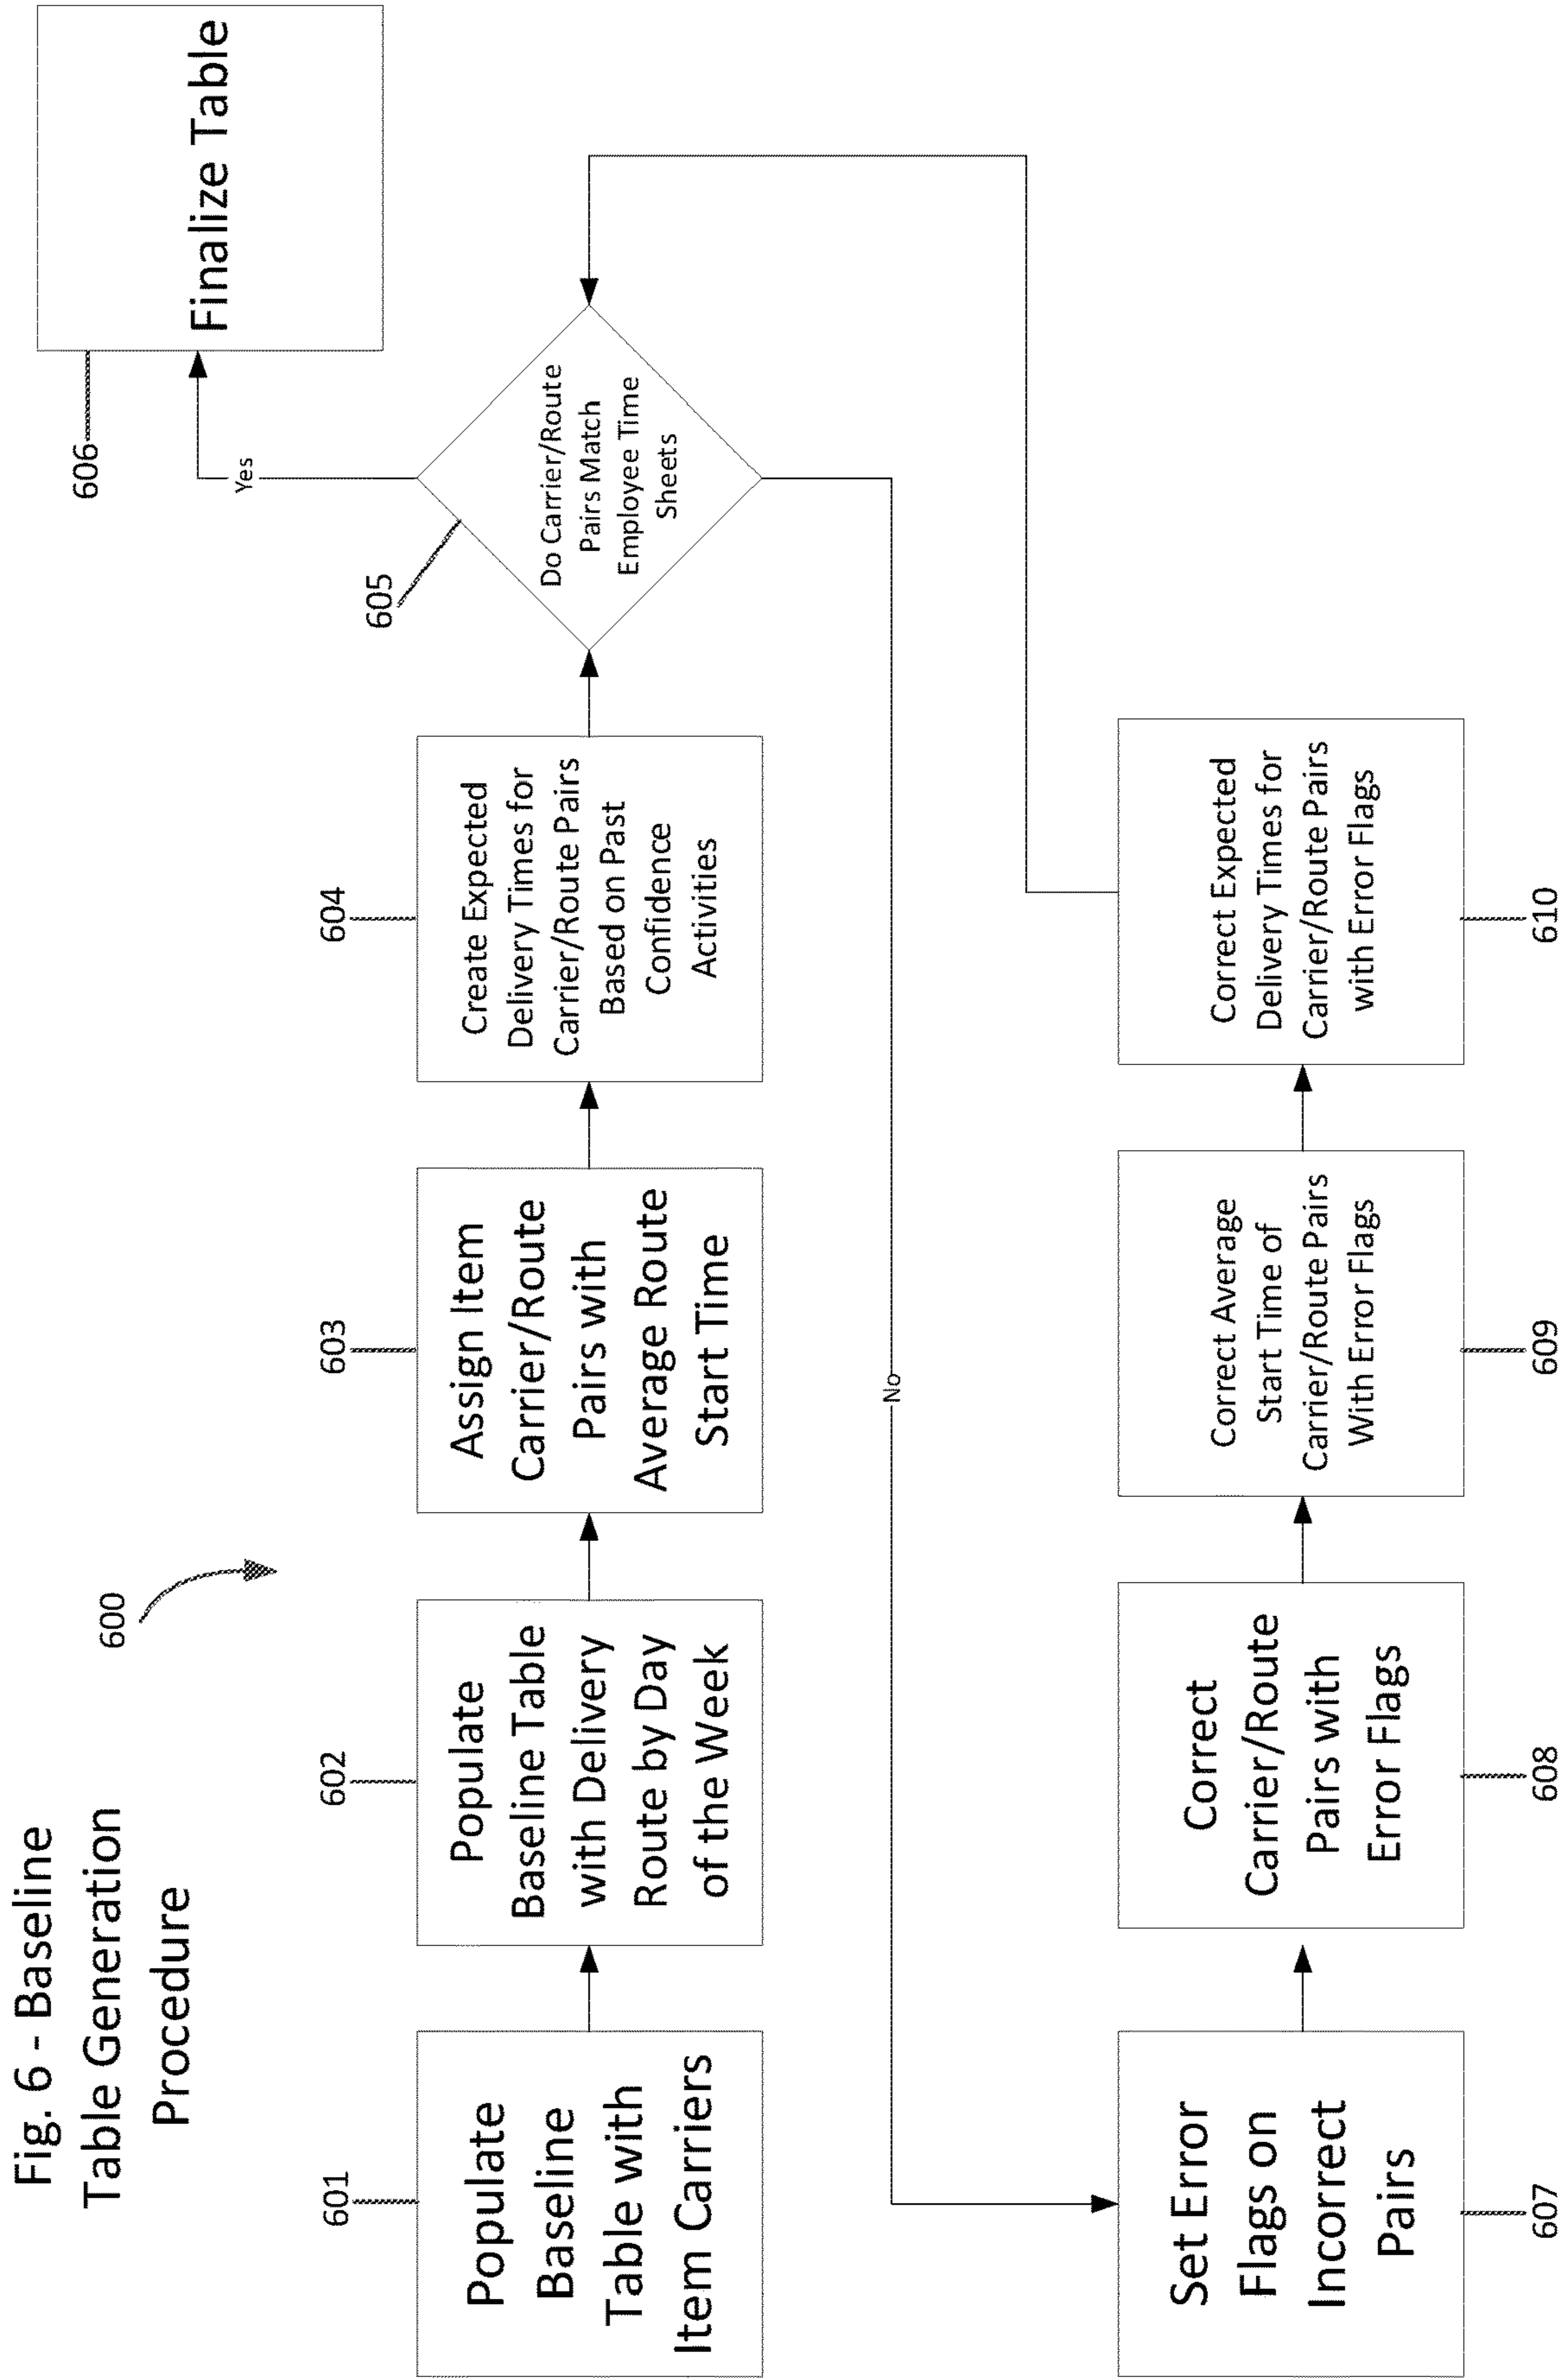 Fig. 6 - Baseline
Table Generation
Procedure
600
601
Populate
Baseline
Table with
Item Carriers
602
Populate
Baseline Table
with Delivery
Route by Day
of the Week
603
Assign Item
Carrier/Route
Pairs with
Average Route
Start Time
604
Create Expected
Delivery Times for
Carrier/Route Pairs
Based on Past
Confidence
Activities
605
Do Carrier/Route
Pairs Match
Employee Time
Sheets
Yes
606
Finalize Table
No
Set Error
Flags on
Incorrect
Pairs
607
Correct
Carrier/Route
Pairs with
Error Flags
608
Correct Average
Start Time of
Carrier/Route Pairs
With Error Flags
609
Correct Expected
Delivery Times for
Carrier/Route Pairs
with Error Flags
610